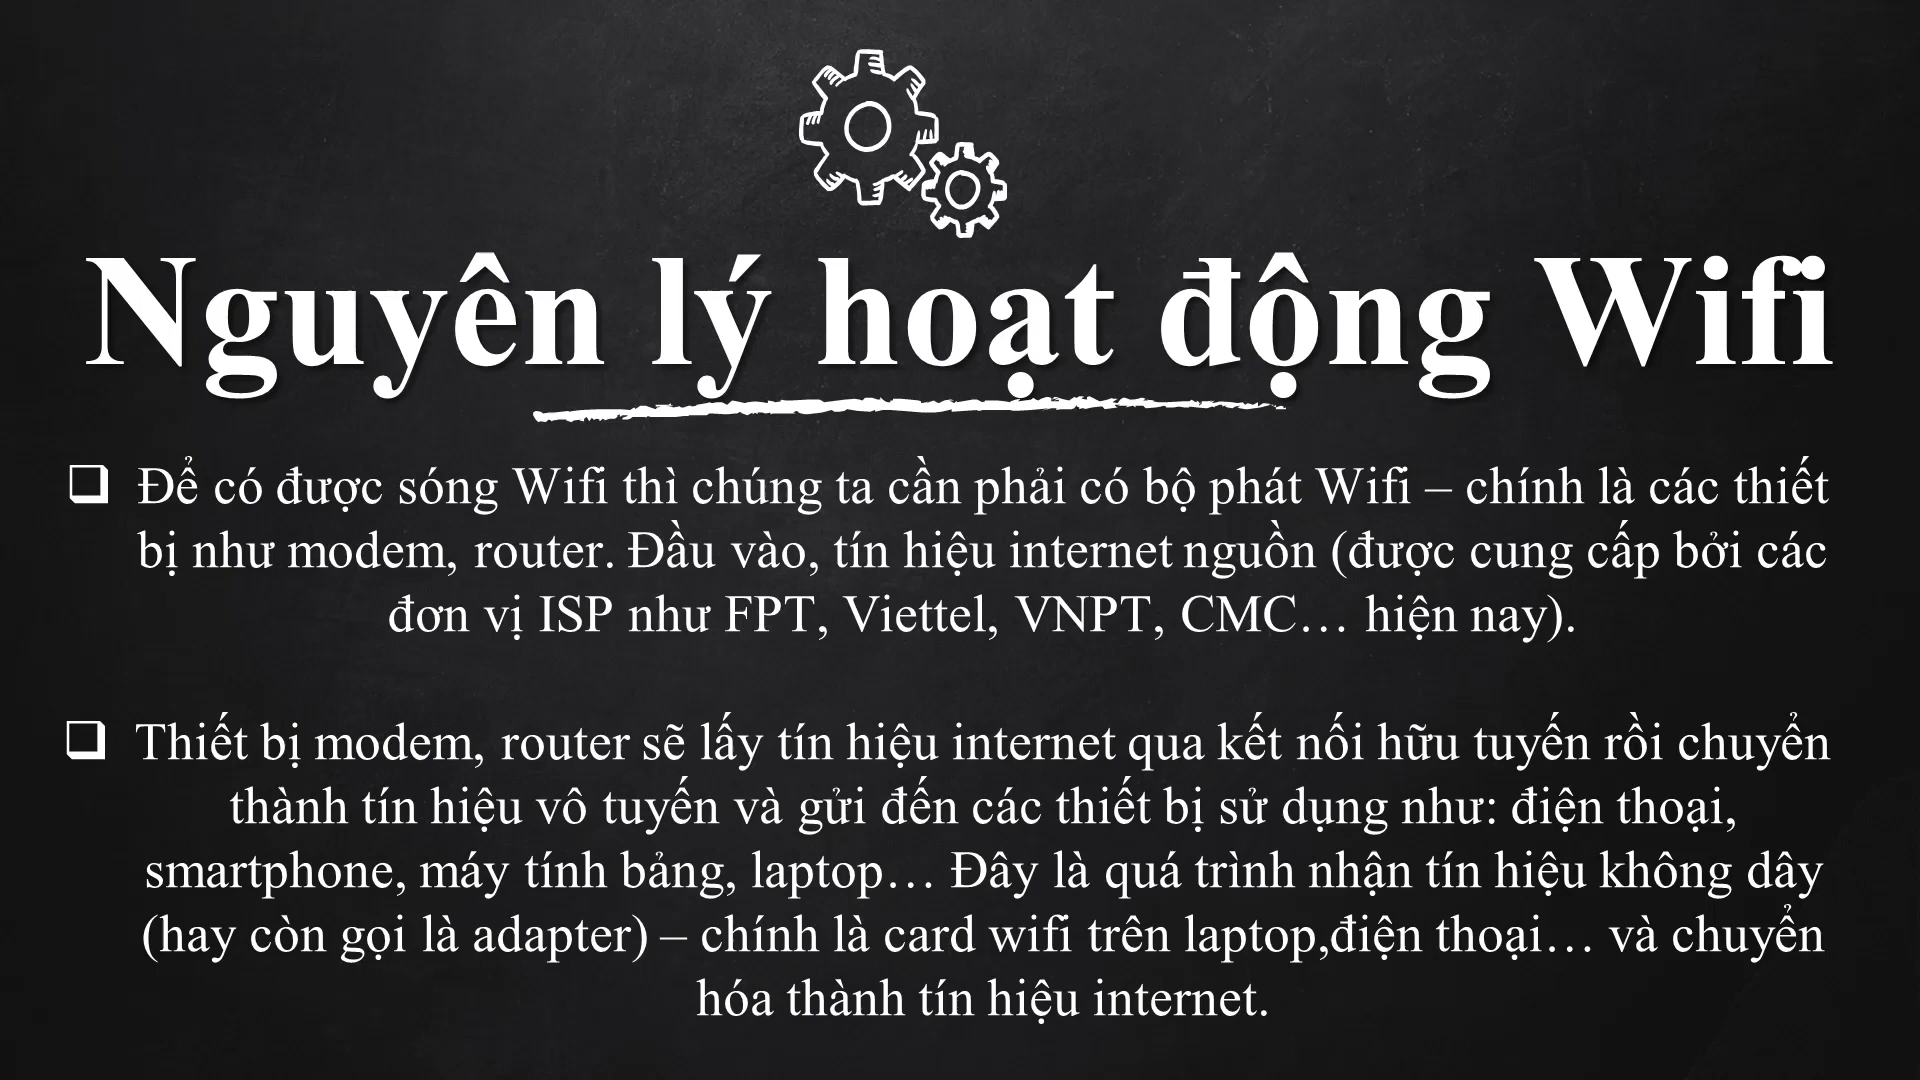 Nguyên lý hoạt động Wifi
❑ Để có được sóng Wifi thì chúng ta cần phải có bộ phát Wifi – chính là các thiết
bị như modem, router. Đầu vào, tín hiệu internet nguồn (được cung cấp bởi các
đơn vị ISP như FPT, Viettel, VNPT, CMC… hiện nay).
❑ Thiết bị modem, router sẽ lấy tín hiệu internet qua kết nối hữu tuyến rồi chuyển
thành tín hiệu vô tuyến và gửi đến các thiết bị sử dụng như: điện thoại,
smartphone, máy tính bảng, laptop… Đây là quá trình nhận tín hiệu không dây
(hay còn gọi là adapter) – chính là card wifi trên laptop,điện thoại… và chuyển
hóa thành tín hiệu internet.